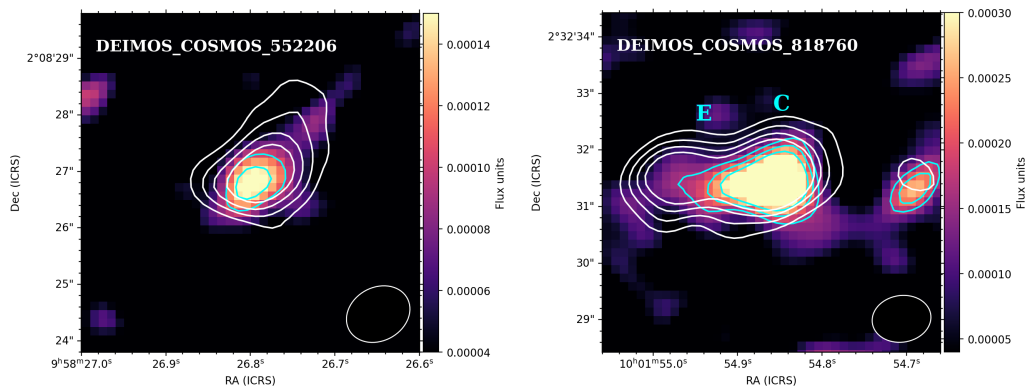 DEIMOS_COSMOS_552206
2°08'29"
28"
27"
26"
25"
24"
9ʰ58ᵐ27.0ˢ
26.9ˢ
26.8ˢ
26.7ˢ
26.6ˢ
RA (ICRS)
Dec (ICRS)
0.00014
0.00012
0.00010
0.00008
0.00006
0.00004
Flux units
DEIMOS_COSMOS_818760
E
C
2°32'34"
33"
32"
31"
30"
29"
10ʰ01ᵐ55.0ˢ
54.9ˢ
54.8ˢ
54.7ˢ
RA (ICRS)
Dec (ICRS)
0.00030
0.00025
0.00020
0.00015
0.00010
0.00005
Flux units